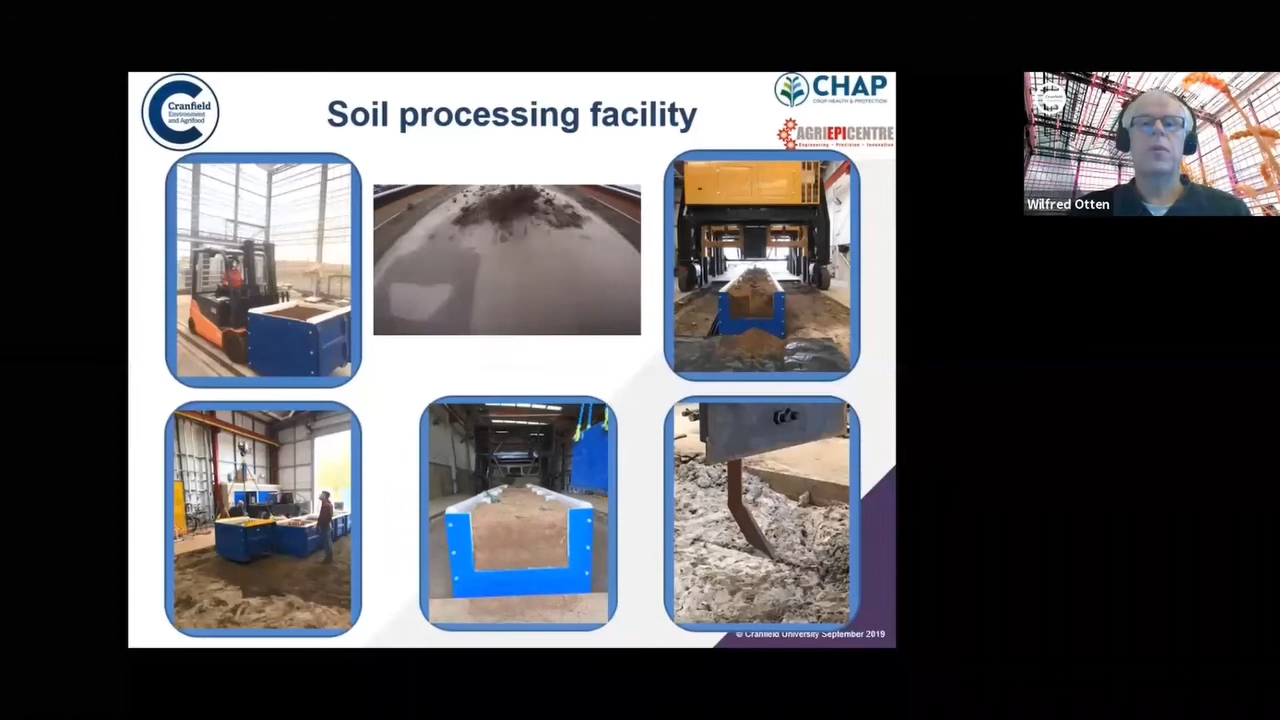 Cranfield
Environment
and Agrifood
Soil processing facility
CHAP
CROP HEALTH & PROTECTION
AGRIEPICENTRE
Engineering - Precision - Innovation
Wilfred Otten
© Cranfield University September 2019